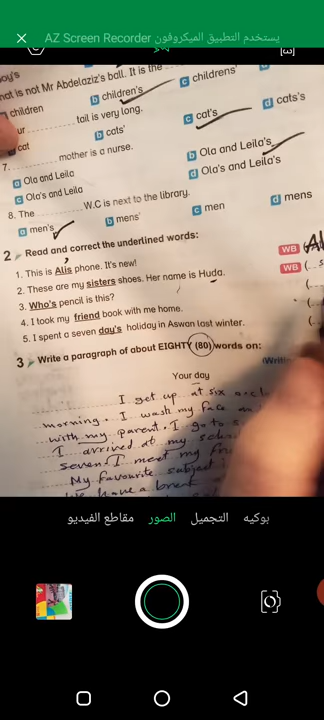 يستخدم التطبيق الميكروفون AZ Screen Recorder
hat is not Mr Abdelaziz's ball. It is the
children
b children's
c childrens'
tail is very long.
cat
b cats'
c cat's
d cats's
7. mother is a nurse.
a Ola and Leila
b Ola and Leila's
c Ola's and Leila
d Ola's and Leila's
8. The W.C is next to the library.
a men's
b mens'
c men
d mens
2 Read and correct the underlined words:
1. This is Alis phone. It's new!
2. These are my sisters shoes. Her name is Huda.
3. Who's pencil is this?
4. I took my friend book with me home.
5. I spent a seven day's holiday in Aswan last winter.
WB
WB
3 Write a paragraph of about EIGHTY (80) words on:
Your day
I get up at six
morning. I wash my face
with my parent. I go to
I arrived at my
seven. I meet my
My favourite subject
We have a break
بوكيه
التجميل
الصور
مقاطع الفيديو